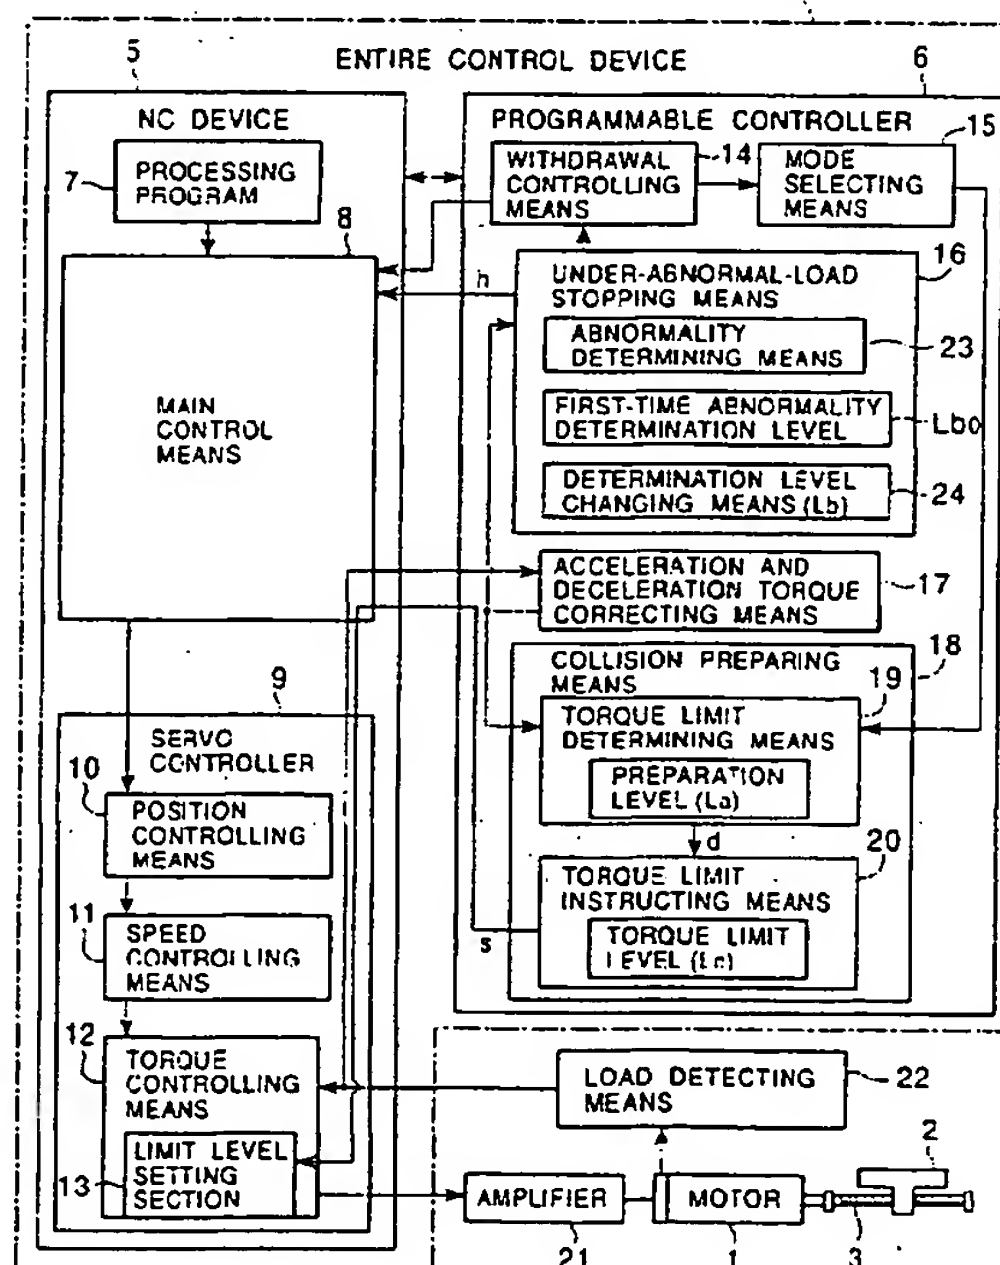 ENTIRE CONTROL DEVICE
5
NC DEVICE
7
PROCESSING
PROGRAM
8
MAIN
CONTROL
MEANS
9
SERVO
CONTROLLER
10
POSITION
CONTROLLING
MEANS
11
SPEED
CONTROLLING
MEANS
12
TORQUE
CONTROLLING
MEANS
13
LIMIT LEVEL
SETTING
SECTION
6
PROGRAMMABLE CONTROLLER
WITHDRAWAL
CONTROLLING
MEANS
14
MODE
SELECTING
MEANS
15
h
16
UNDER-ABNORMAL-LOAD
STOPPING MEANS
ABNORMALITY
DETERMINING MEANS
23
FIRST-TIME ABNORMALITY
DETERMINATION LEVEL
Lbo
DETERMINATION LEVEL
CHANGING MEANS (Lb)
24
ACCELERATION AND
DECELERATION TORQUE
CORRECTING MEANS
17
18
COLLISION PREPARING
MEANS
19
TORQUE LIMIT
DETERMINING MEANS
PREPARATION
LEVEL (La)
d
20
TORQUE LIMIT
INSTRUCTING MEANS
TORQUE LIMIT
s
LOAD DETECTING
MEANS
22
AMPLIFIER
21
MOTOR
1
2
3